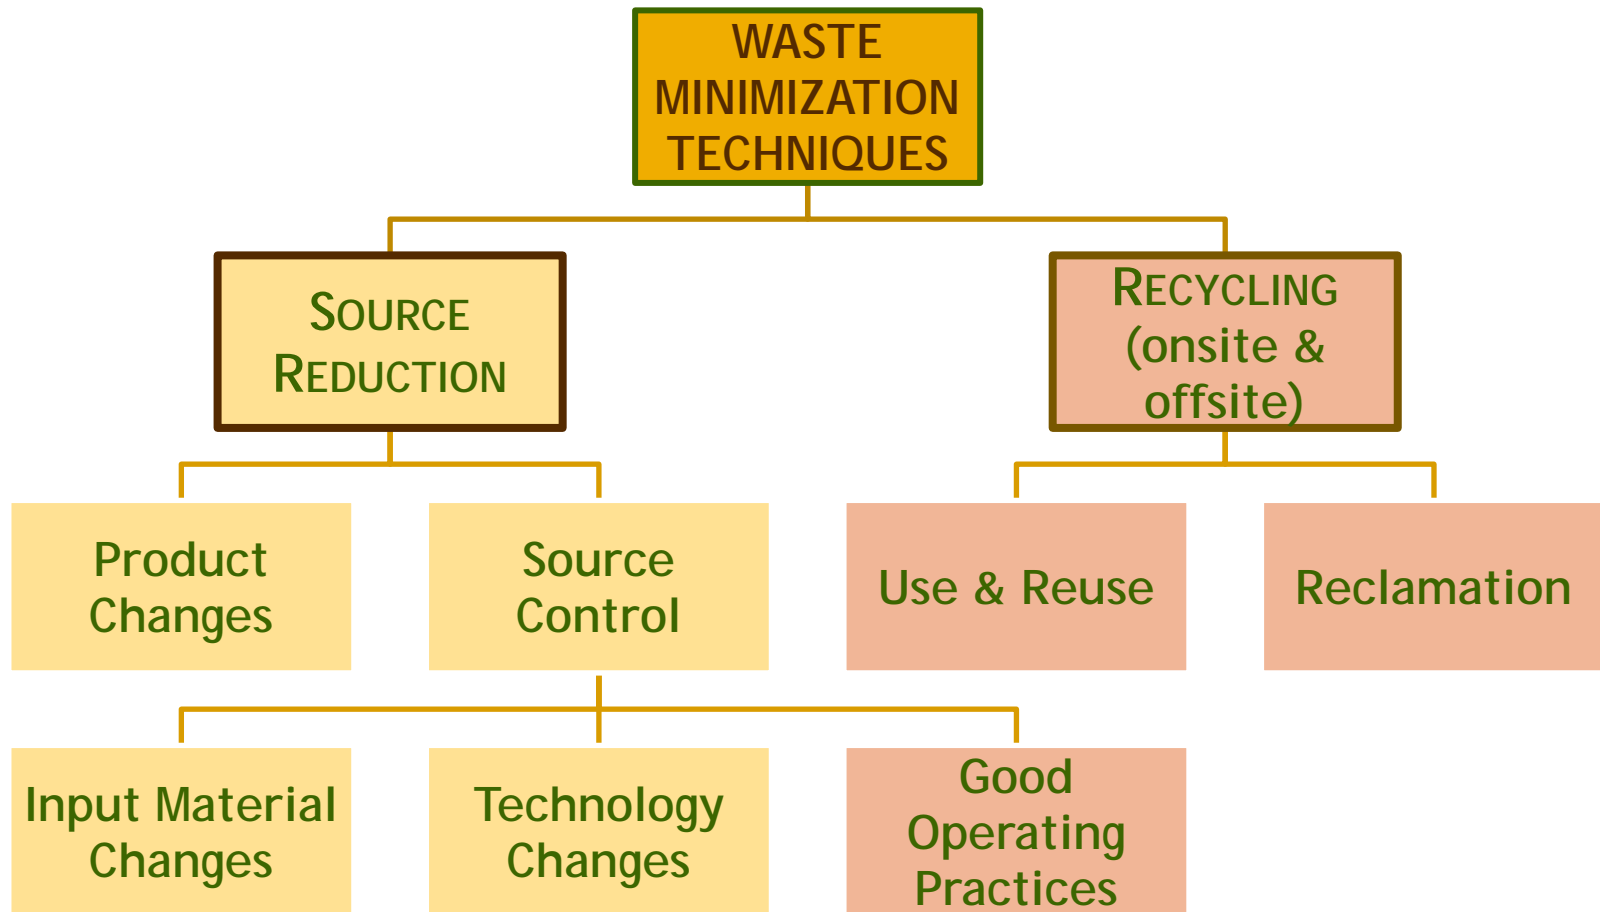 WASTE
MINIMIZATION
TECHNIQUES
SOURCE
REDUCTION
RECYCLING
(onsite &
offsite)
Product
Changes
Source
Control
Use & Reuse
Reclamation
Input Material
Changes
Technology
Changes
Good
Operating
Practices